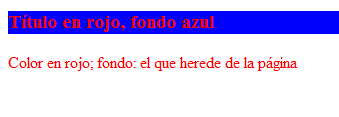 Título en rojo, fondo azul
Color en rojo; fondo: el que herede de la página